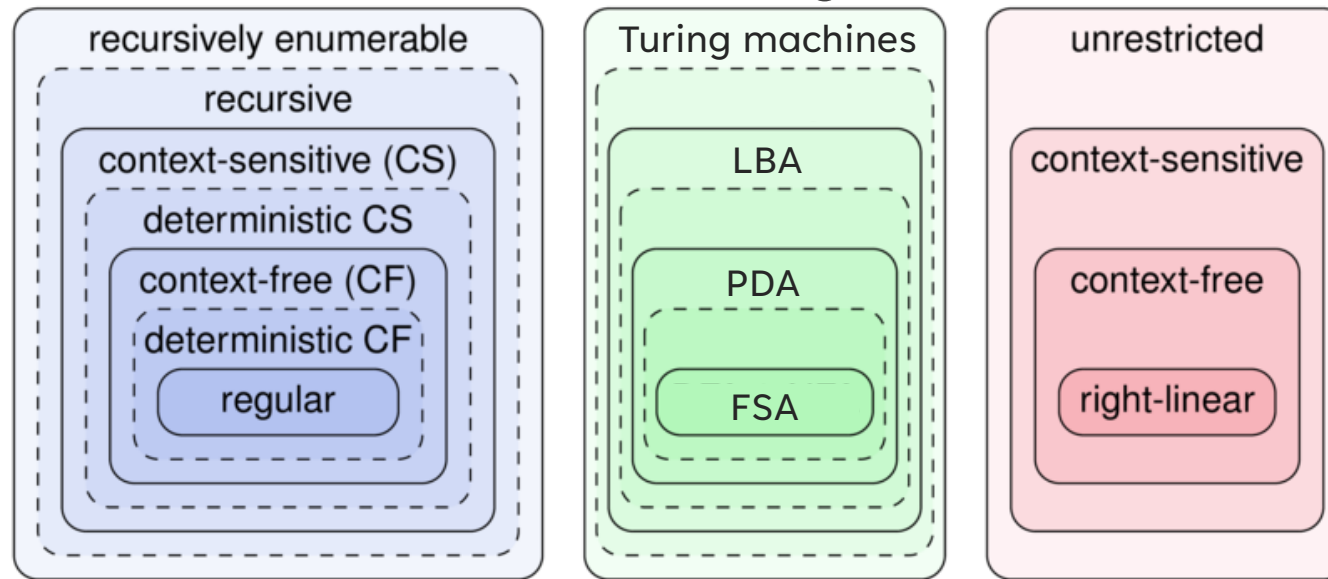 recursively enumerable
recursive
context-sensitive (CS)
deterministic CS
context-free (CF)
deterministic CF
regular
Turing machines
LBA
PDA
FSA
unrestricted
context-sensitive
context-free
right-linear